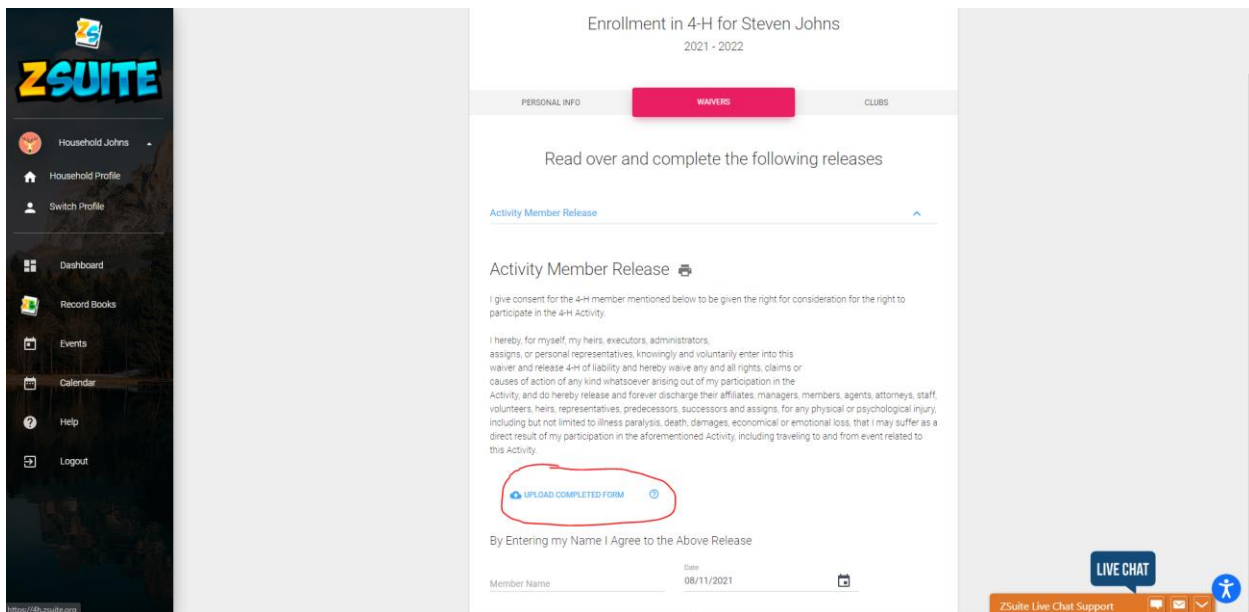 ZSUITE
Household Johns
Household Profile
Switch Profile
Dashboard
Record Books
Events
Calendar
Help
Logout
https://4h.zsuite.org
Enrollment in 4-H for Steven Johns
2021 - 2022
PERSONAL INFO
WAIVERS
CLUBS
Read over and complete the following releases
Activity Member Release
Activity Member Release
I give consent for the 4-H member mentioned below to be given the right for consideration for the right to
participate in the 4-H Activity.
I hereby, for myself, my heirs, executors, administrators,
assigns, or personal representatives, knowingly and voluntarily enter into this
waiver and release 4-H of liability and hereby waive any and all rights, claims or
causes of action of any kind whatsoever arising out of my participation in the
Activity, and do hereby release and forever discharge their affiliates, managers, members, agents, attorneys, staff,
volunteers, heirs, representatives, predecessors, successors and assigns, for any physical or psychological injury,
including but not limited to illness paralysis, death, damages, economical or emotional loss, that I may suffer as a
direct result of my participation in the aforementioned Activity, including traveling to and from event related to
this Activity.
UPLOAD COMPLETED FORM
By Entering my Name I Agree to the Above Release
Member Name
Date
08/11/2021
LIVE CHAT
ZSuite Live Chat Support